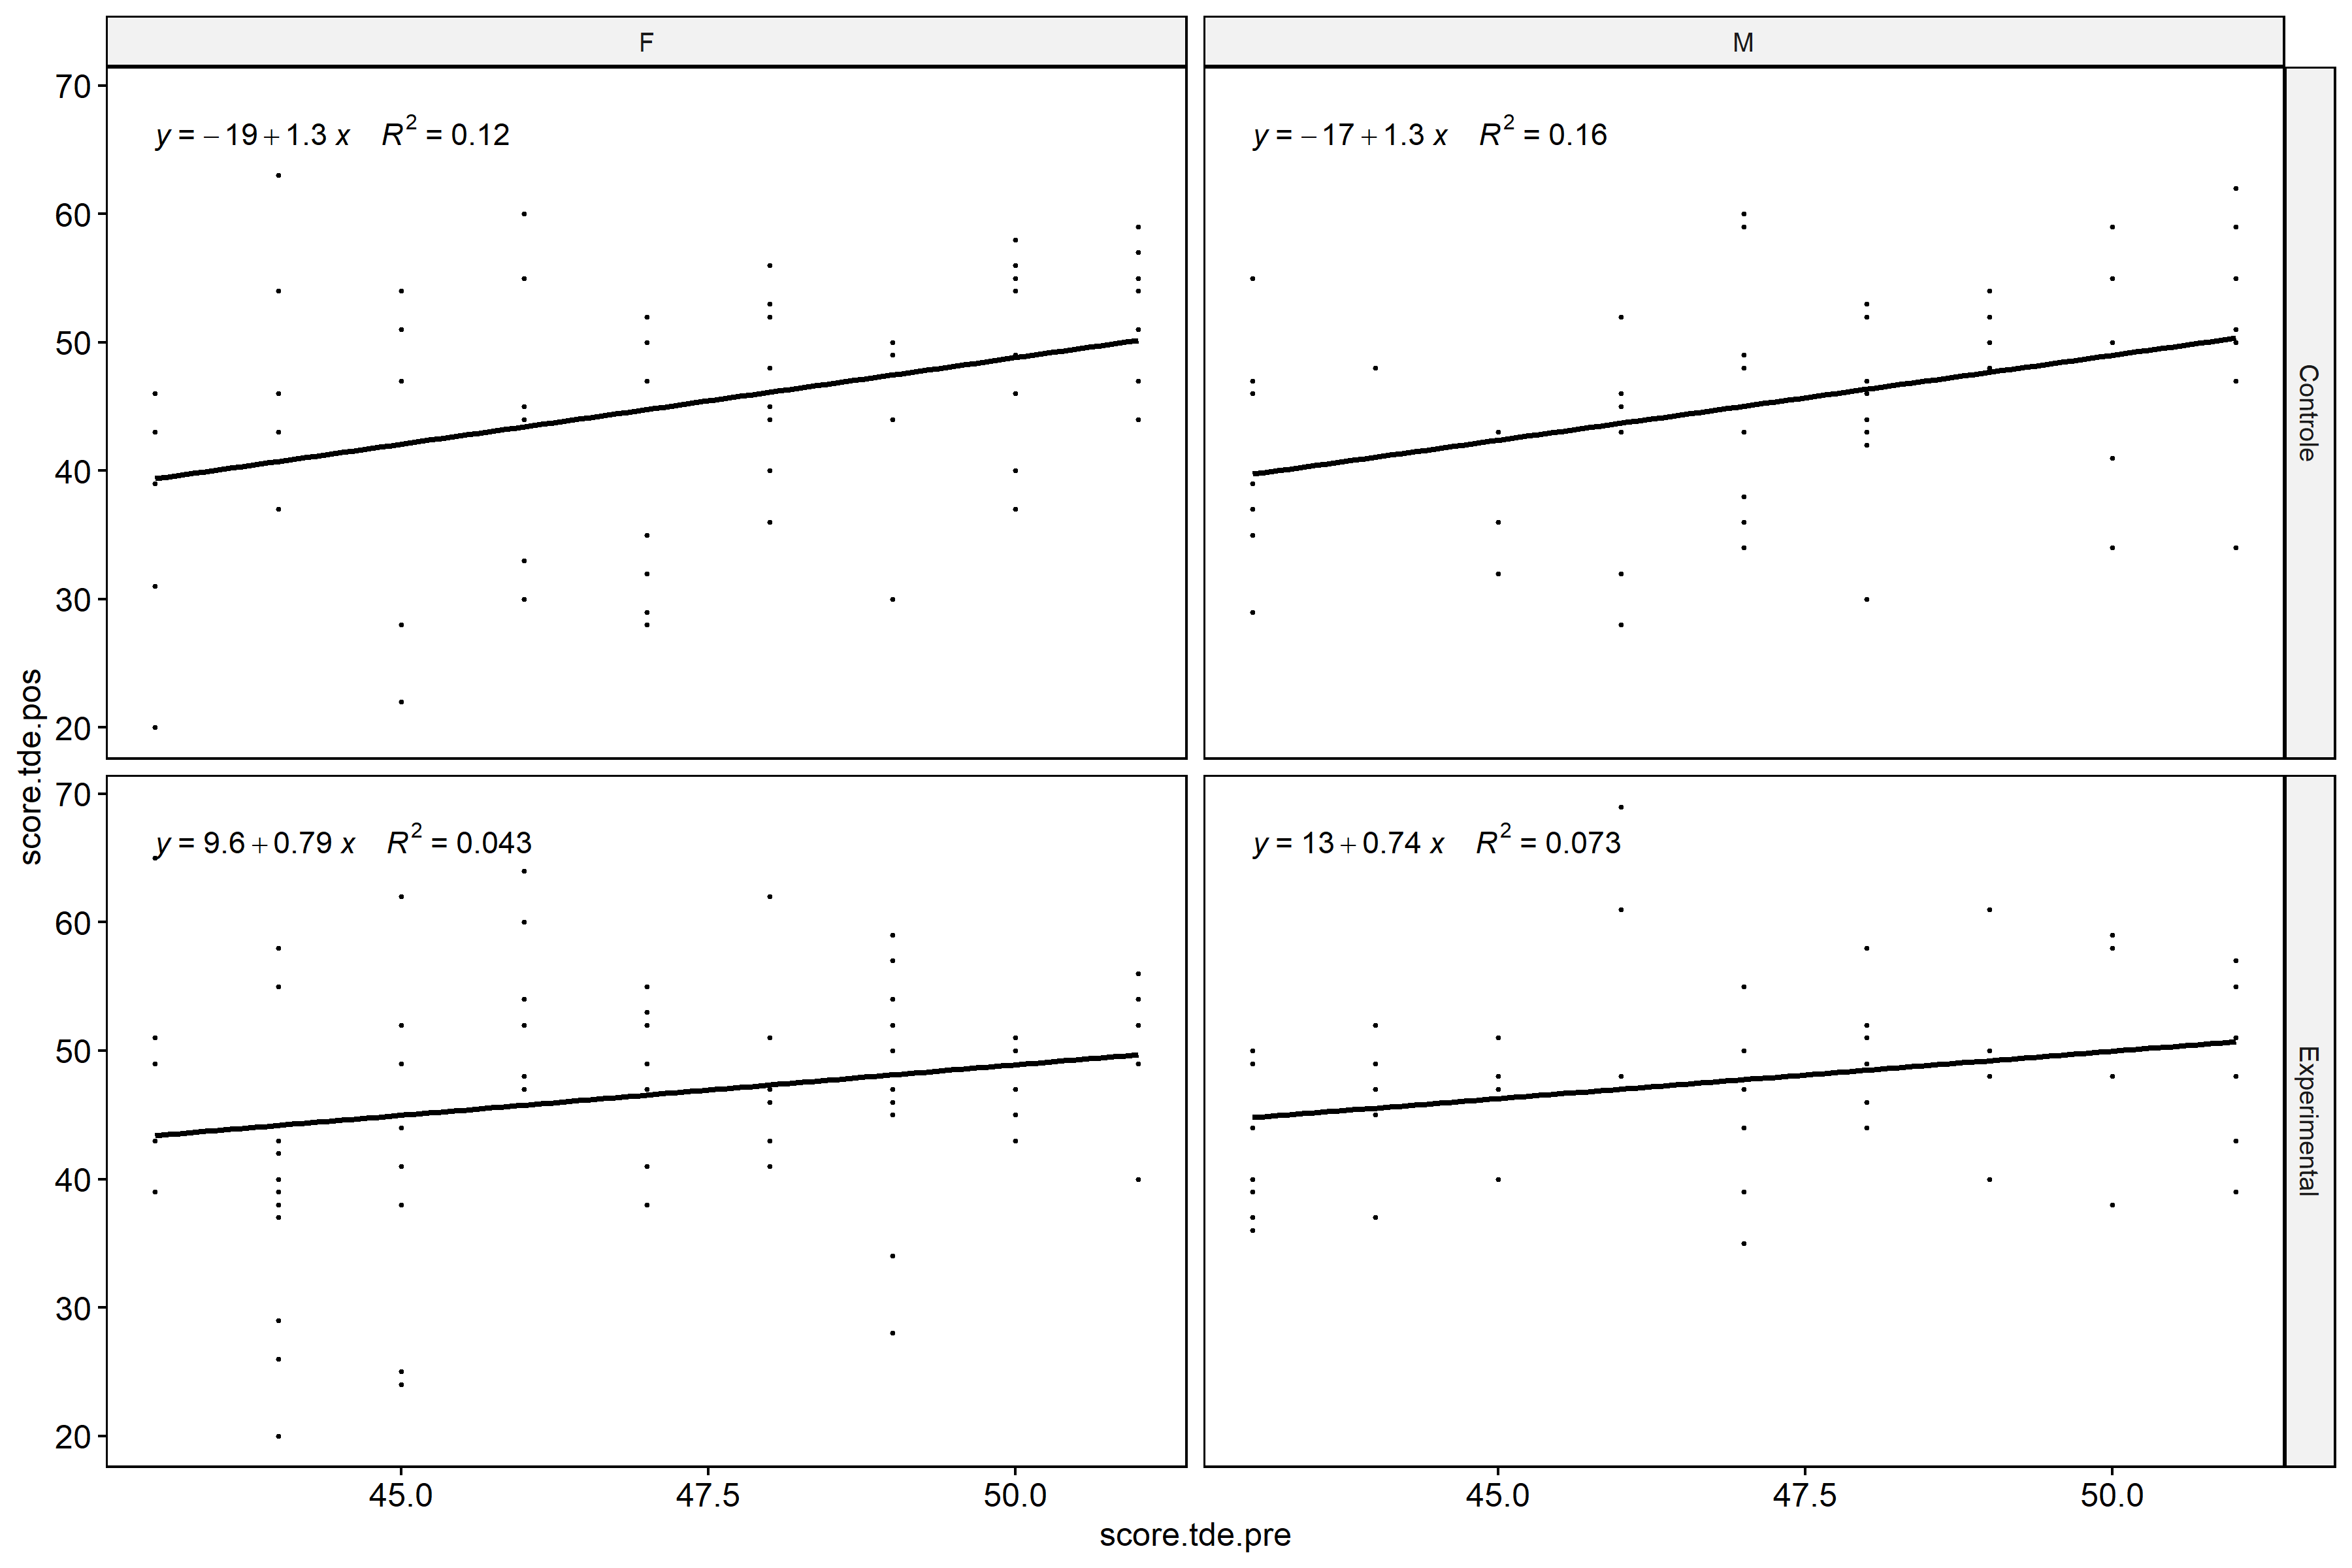 F
M
70
60
50
40
30
20
y = − 19 + 1.3 x R² = 0.12
y = − 17 + 1.3 x R² = 0.16
Controle
score.tde.pos
70
60
50
40
30
20
y = 9.6 + 0.79 x R² = 0.043
y = 13 + 0.74 x R² = 0.073
Experimental
45.0 47.5 50.0
45.0 47.5 50.0
score.tde.pre